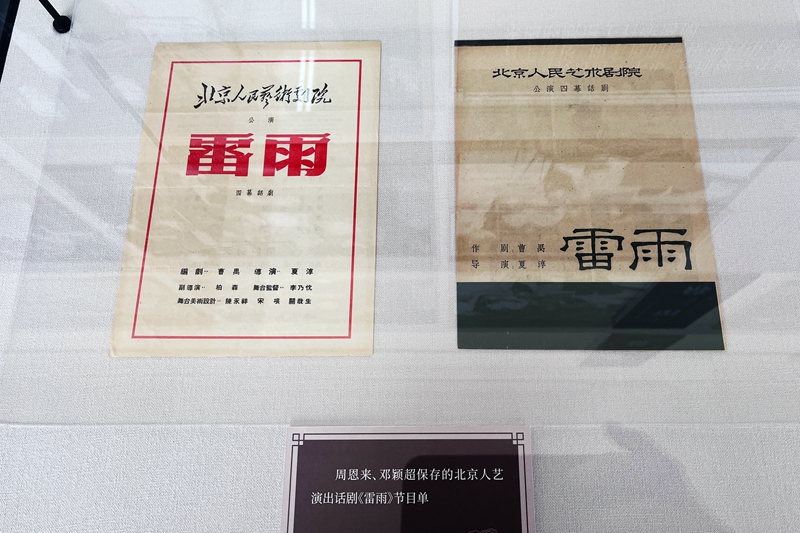 北京人民藝術劇院
公演
雷雨
四幕話劇
編劇：曹禺 導演：夏淳
副導演：柏森 舞台監督：李乃忱
舞台美術設計：陳永祥 宋垠 關哉生
北京人民艺术剧院
公演四幕話劇
作劇 曹禺
导演 夏淳
雷雨
周恩来、邓颖超保存的北京人艺
演出话剧《雷雨》节目单